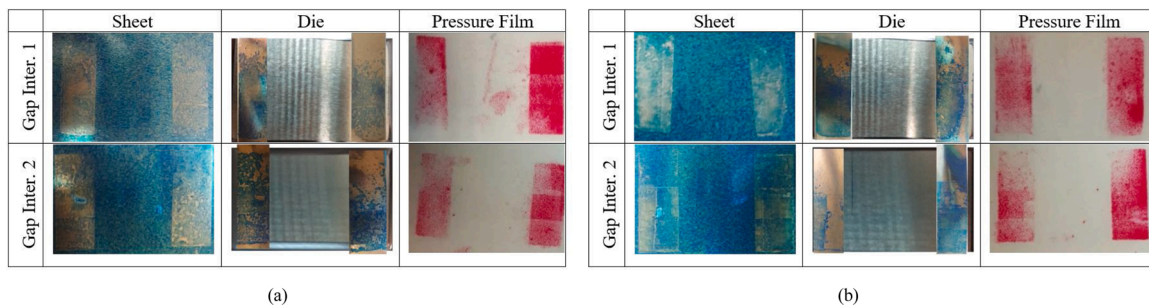 Sheet Die Pressure Film
Gap Inter. 1
Gap Inter. 2
(a)
Sheet Die Pressure Film
Gap Inter. 1
Gap Inter. 2
(b)